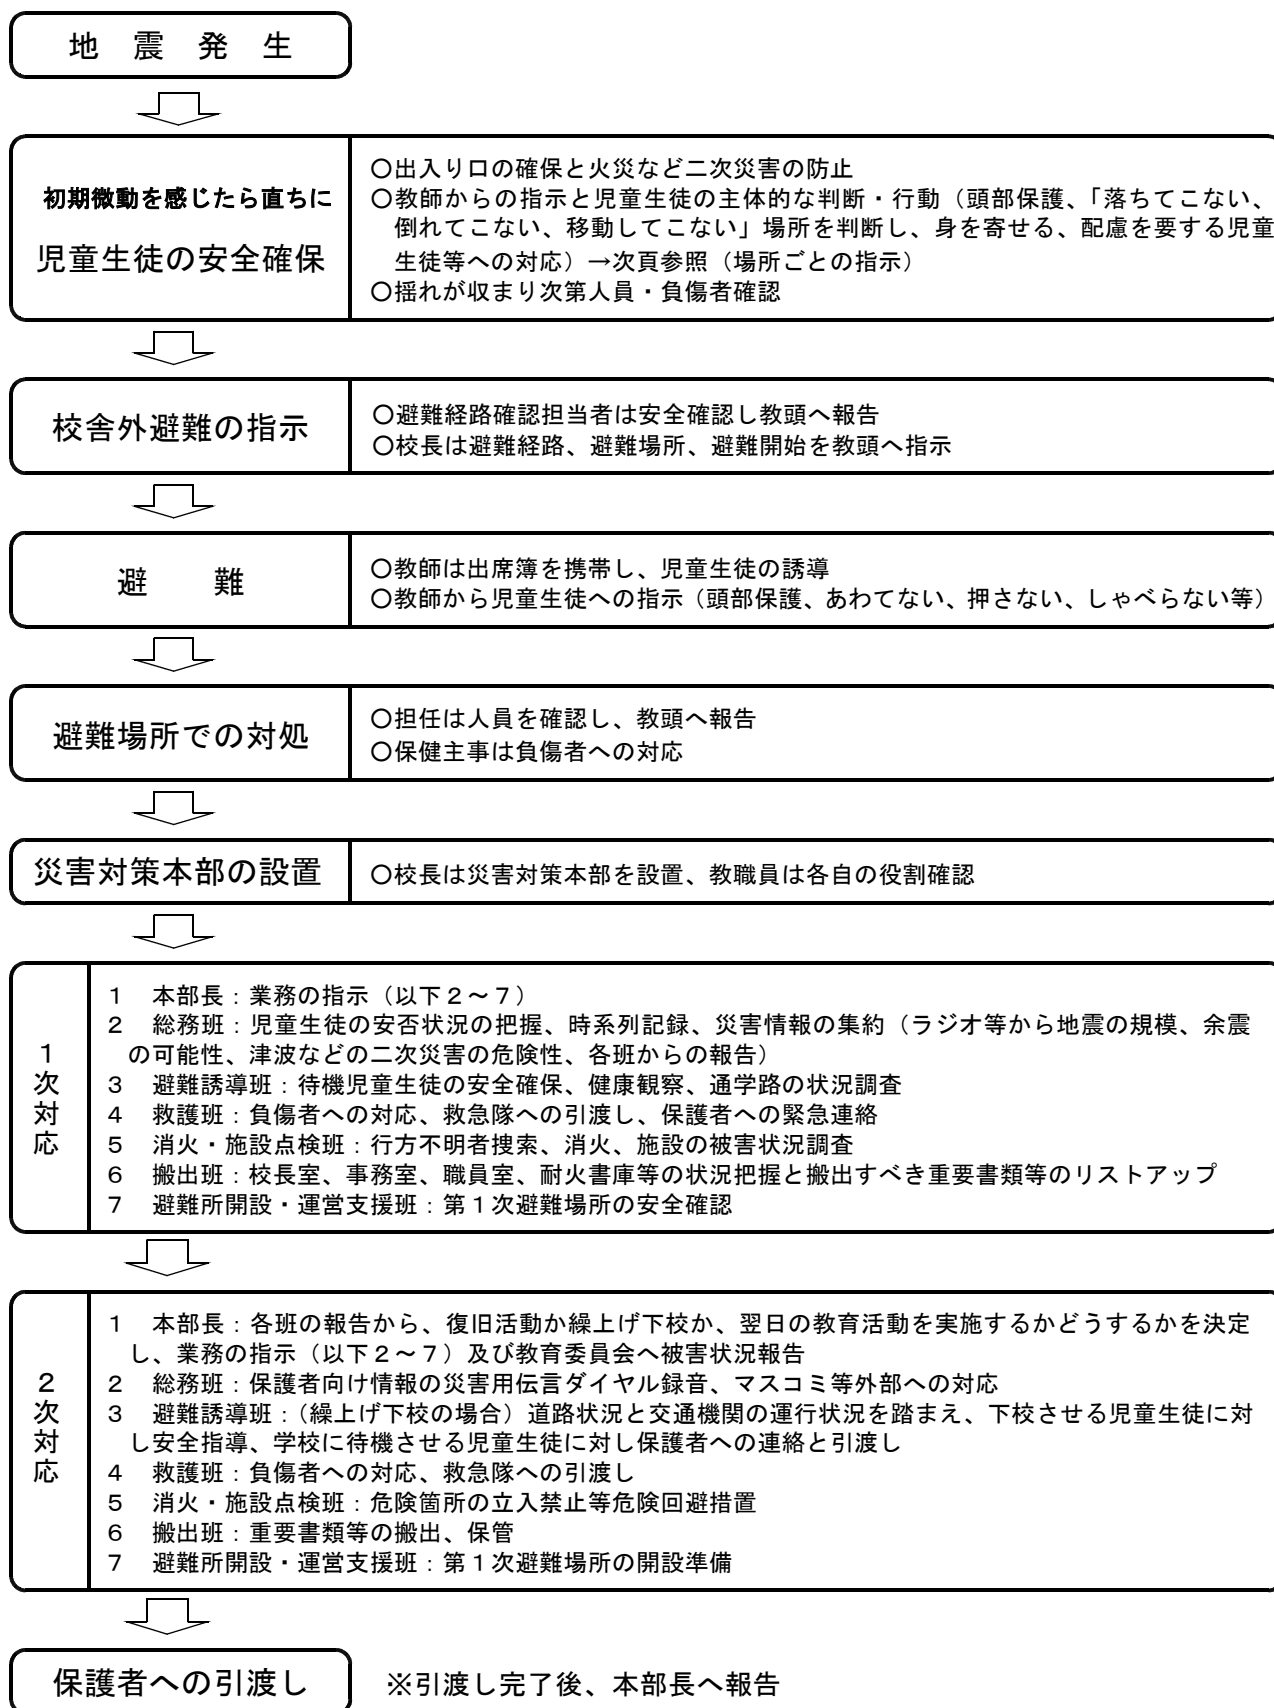 地　震　発　生
初期微動を感じたら直ちに
児童生徒の安全確保
○出入り口の確保と火災など二次災害の防止
○教師からの指示と児童生徒の主体的な判断・行動（頭部保護、「落ちてこない、
倒れてこない、移動してこない」場所を判断し、身を寄せる、配慮を要する児童
生徒等への対応）→次頁参照（場所ごとの指示）
○揺れが収まり次第人員・負傷者確認
校舎外避難の指示
○避難経路確認担当者は安全確認し教頭へ報告
○校長は避難経路、避難場所、避難開始を教頭へ指示
避　　難
○教師は出席簿を携帯し、児童生徒の誘導
○教師から児童生徒への指示（頭部保護、あわてない、押さない、しゃべらない等）
避難場所での対処
○担任は人員を確認し、教頭へ報告
○保健主事は負傷者への対応
災害対策本部の設置
○校長は災害対策本部を設置、教職員は各自の役割確認
１次対応
１　本部長：業務の指示（以下２～７）
２　総務班：児童生徒の安否状況の把握、時系列記録、災害情報の集約（ラジオ等から地震の規模、余震
の可能性、津波などの二次災害の危険性、各班からの報告）
３　避難誘導班：待機児童生徒の安全確保、健康観察、通学路の状況調査
４　救護班：負傷者への対応、救急隊への引渡し、保護者への緊急連絡
５　消火・施設点検班：行方不明者捜索、消火、施設の被害状況調査
６　搬出班：校長室、事務室、職員室、耐火書庫等の状況把握と搬出すべき重要書類等のリストアップ
７　避難所開設・運営支援班：第１次避難場所の安全確認
２次対応
１　本部長：各班の報告から、復旧活動か繰上げ下校か、翌日の教育活動を実施するかどうするかを決定
し、業務の指示（以下２～７）及び教育委員会へ被害状況報告
２　総務班：保護者向け情報の災害用伝言ダイヤル録音、マスコミ等外部への対応
３　避難誘導班：（繰上げ下校の場合）道路状況と交通機関の運行状況を踏まえ、下校させる児童生徒に対
し安全指導、学校に待機させる児童生徒に対し保護者への連絡と引渡し
４　救護班：負傷者への対応、救急隊への引渡し
５　消火・施設点検班：危険箇所の立入禁止等危険回避措置
６　搬出班：重要書類等の搬出、保管
７　避難所開設・運営支援班：第１次避難場所の開設準備
保護者への引渡し
※引渡し完了後、本部長へ報告